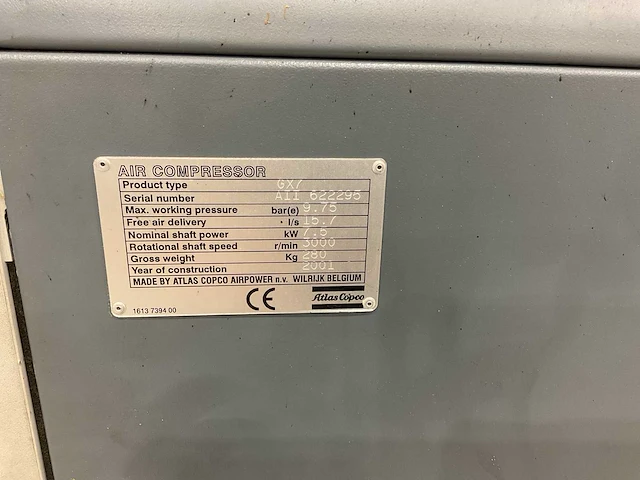 AIR COMPRESSOR
Product type GX7
Serial number AII 622295
Max. working pressure bar(e) 9.75
Free air delivery l/s 15.7
Nominal shaft power kW 7.5
Rotational shaft speed r/min 3000
Gross weight Kg 280
Year of construction 2001
MADE BY ATLAS COPCO AIRPOWER n.v. WILRIJK BELGIUM
1613 7394 00 CE Atlas Copco